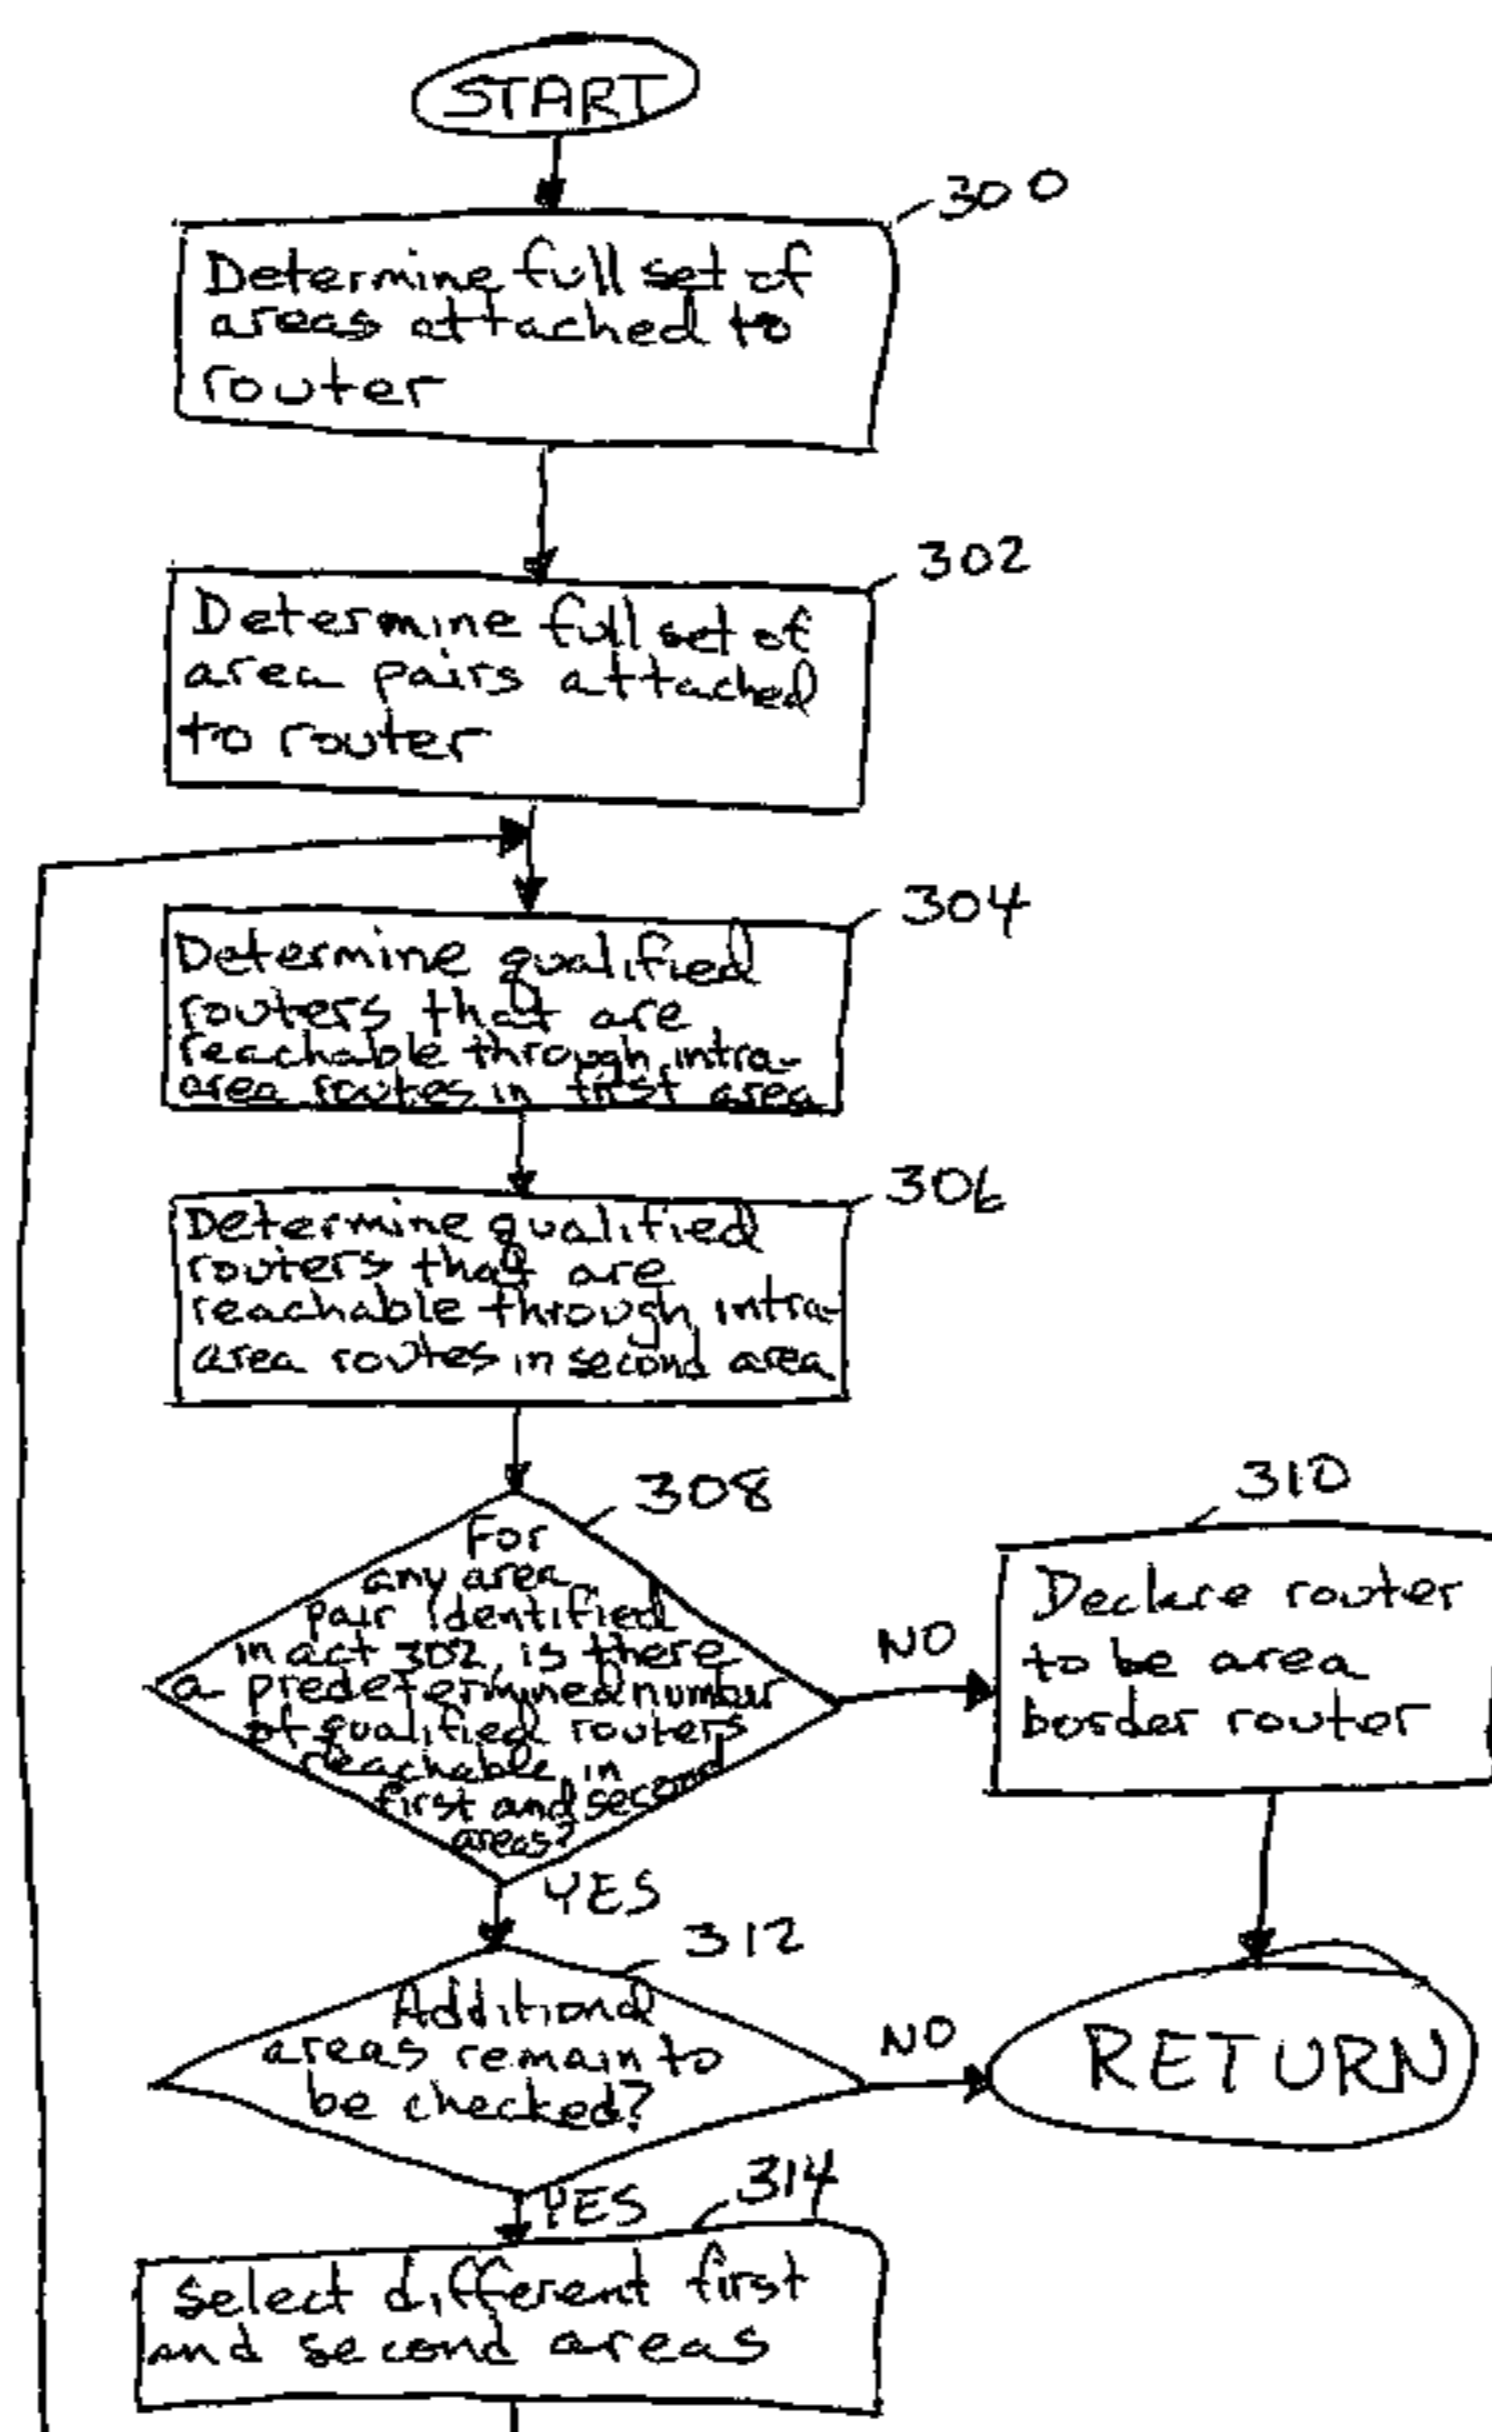 START
300
Determine full set of
areas attached to
router
302
Determine full set of
area pairs attached
to router
304
Determine qualified
routers that are
reachable through intra-
area routes in first area
306
Determine qualified
routers that are
reachable through intra-
area routes in second area
308
For
any area
pair identified
in act 302, is there
a predetermined number
of qualified routers
reachable in
first and second
areas?
NO
310
Declare router
to be area
border router
YES
312
Additional
areas remain to
be checked?
NO
RETURN
YES
314
Select different first
and second areas